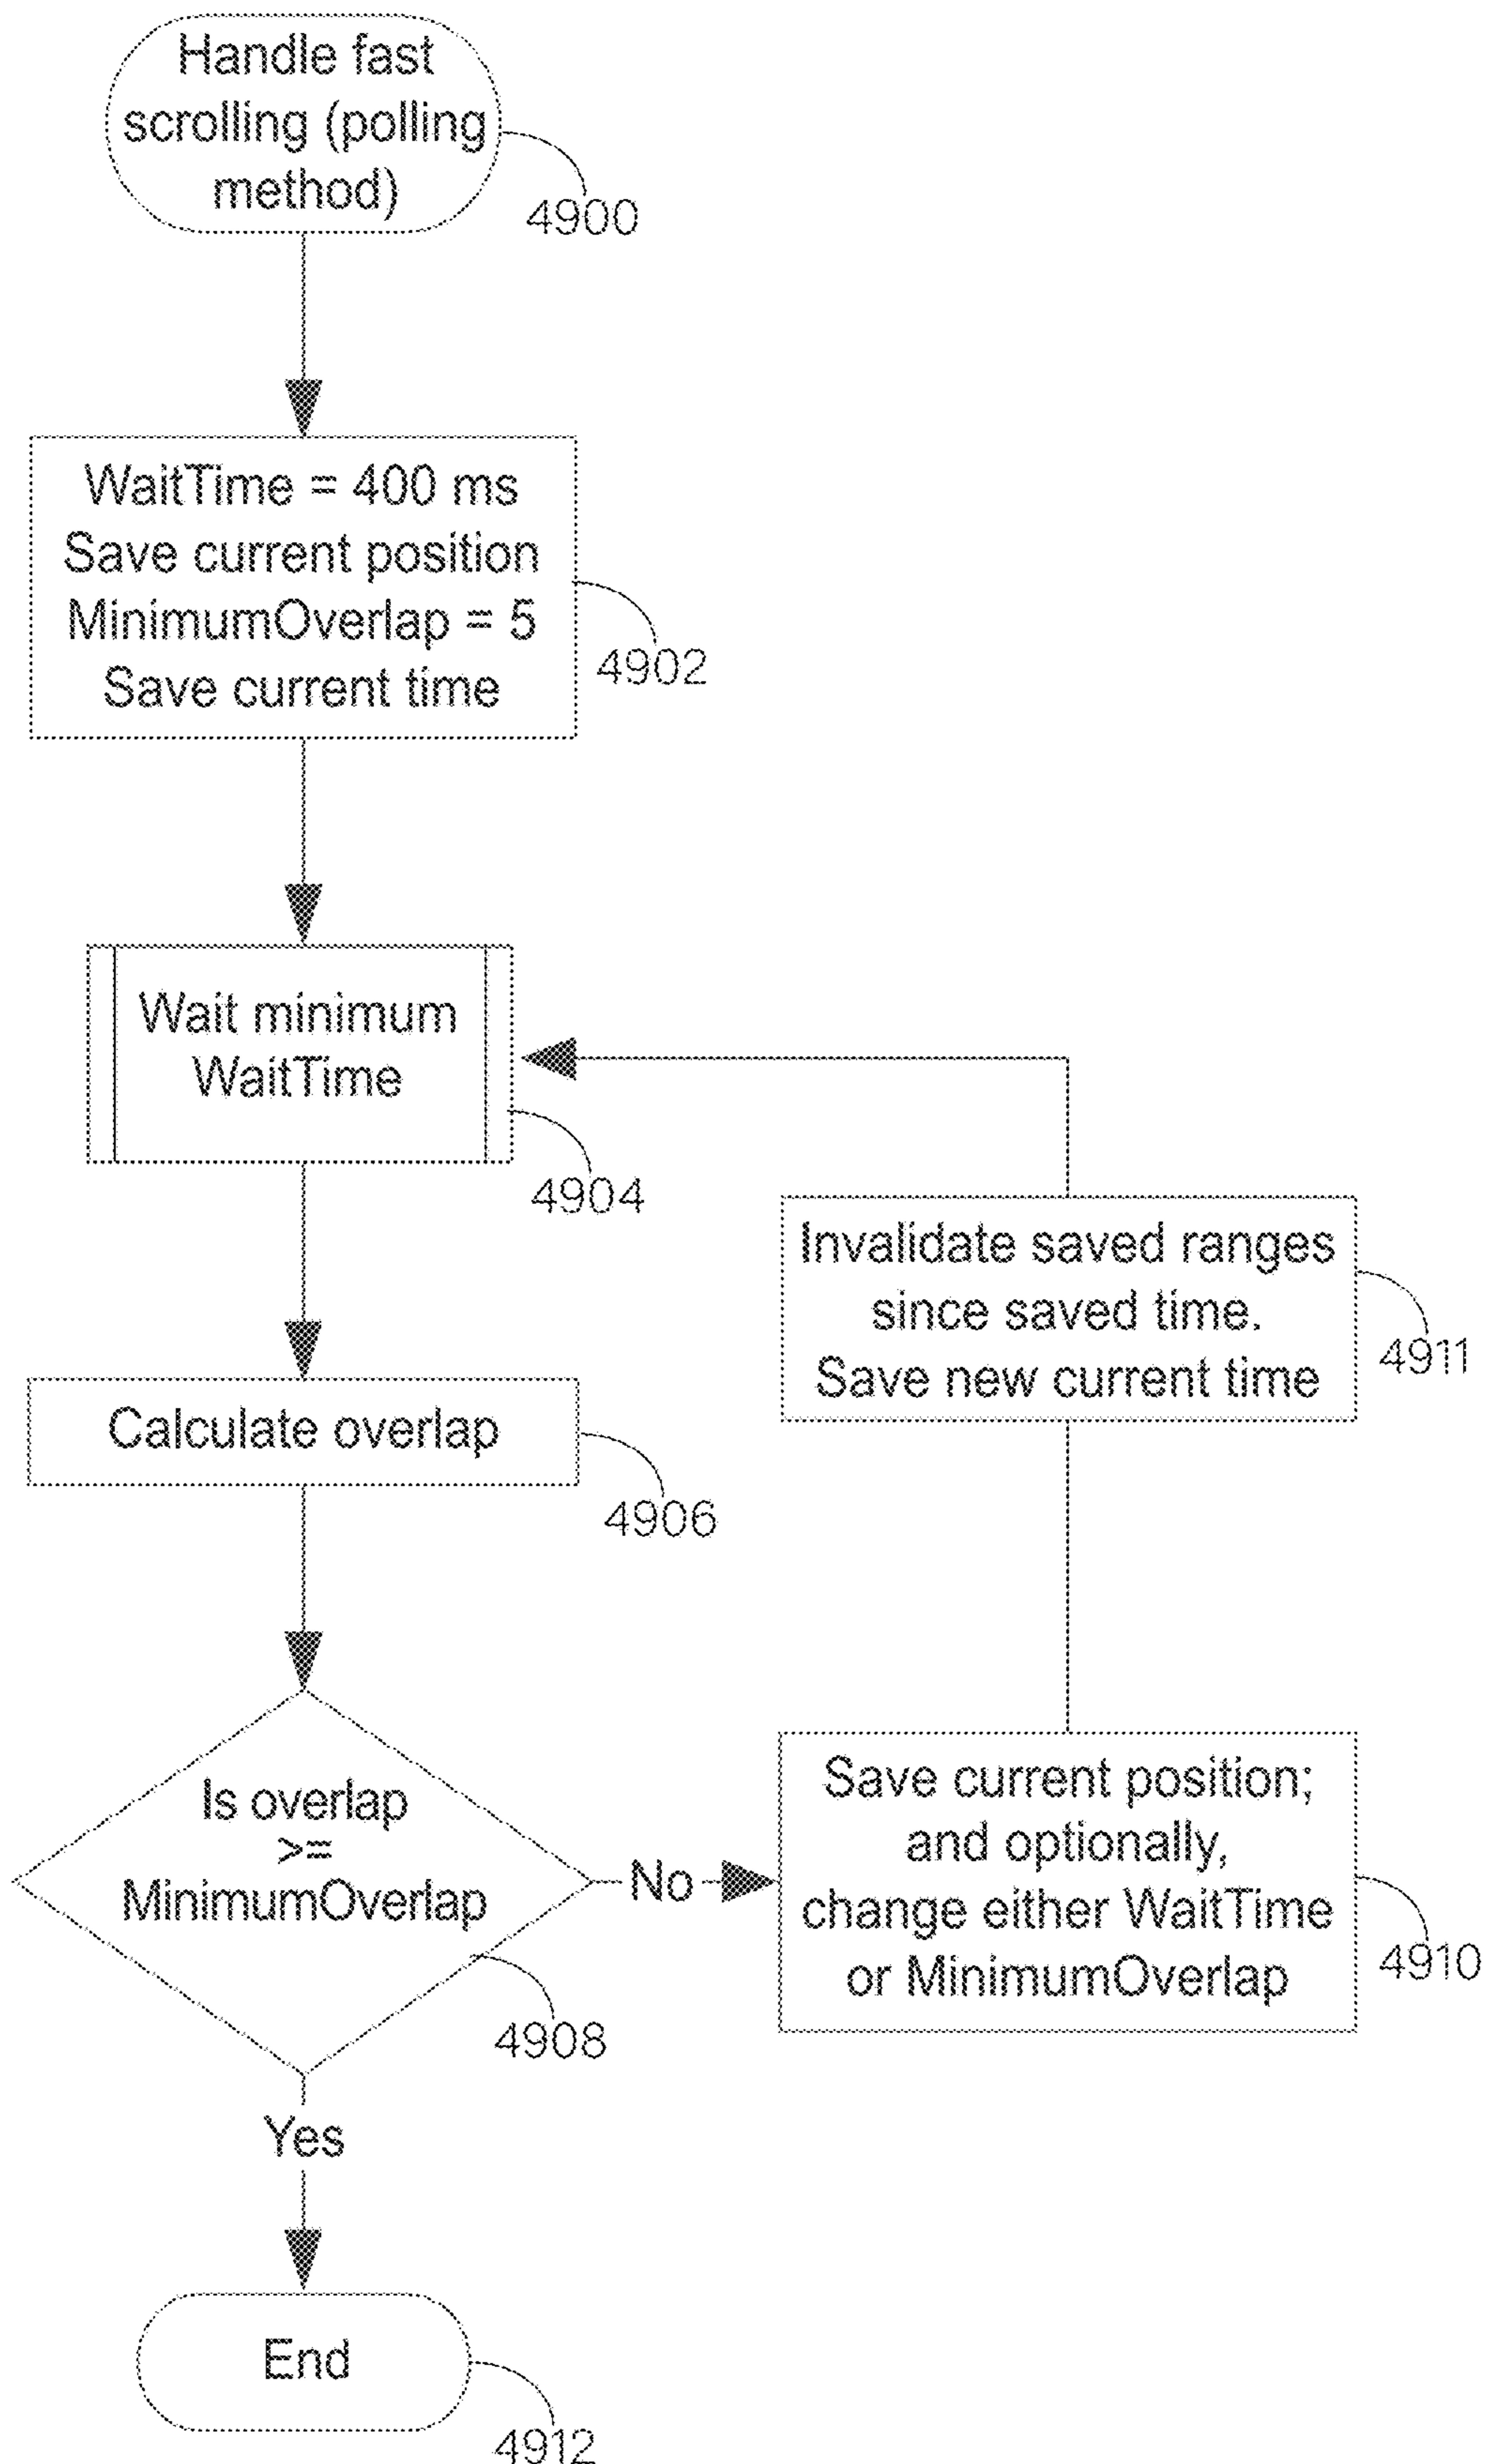 Handle fast
scrolling (polling
method)
4900
WaitTime = 400 ms
Save current position
MinimumOverlap = 5
Save current time
4902
Wait minimum
WaitTime
4904
Invalidate saved ranges
since saved time.
Save new current time
4911
Calculate overlap
4906
Is overlap
>=
MinimumOverlap
4908
No
Save current position;
and optionally,
change either WaitTime
or MinimumOverlap
4910
Yes
End
4912